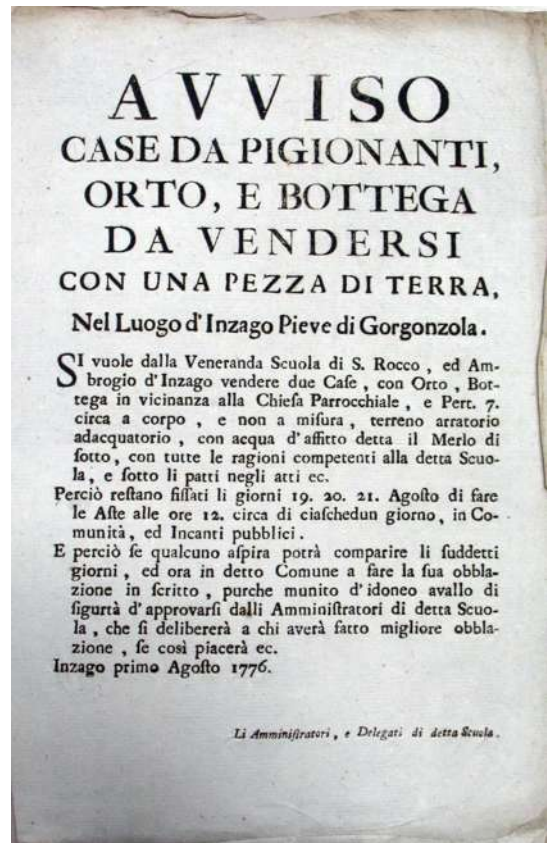 AVVISO
CASE DA PIGIONANTI,
ORTO, E BOTTEGA
DA VENDERSI
CON UNA PEZZA DI TERRA,
Nel Luogo d'Inzago Pieve di Gorgonzola.
SI vuole dalla Veneranda Scuola di S. Rocco, ed Am-
brogio d'Inzago vendere due Caſe, con Orto, Bot-
tega in vicinanza alla Chieſa Parrocchiale, e Pert. 7.
circa a corpo, e non a miſura, terreno arratorio
adacquatorio, con acqua d'affitto detta il Merlo di
ſotto, con tutte le ragioni competenti alla detta Scuo-
la, e ſotto li patti negli atti ec.
Perciò reſtano fiſſati li giorni 19. 20. 21. Agoſto di fare
le Aſte alle ore 12. circa di ciaſchedun giorno, in Co-
munità, ed Incanti pubblici.
E perciò ſe qualcuno aſpira potrà comparire li ſuddetti
giorni, ed ora in detto Comune a fare la ſua obbla-
zione in ſcritto, purche munito d'idoneo avallo di
ſigurtà d'approvarſi dalli Amminiſtratori di detta Scuo-
la, che ſi delibererà a chi averà fatto migliore obbla-
zione, ſe così piacerà ec.
Inzago primo Agoſto 1776.
Li Amminiſtratori, e Delegati di detta Scuola.